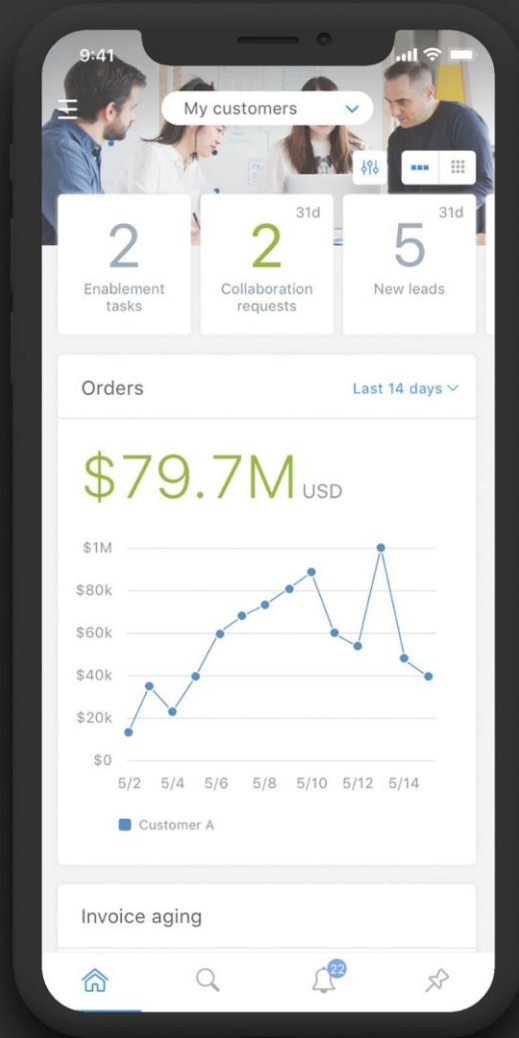 9:41
My customers
2
Enablement
tasks
31d
2
Collaboration
requests
31d
5
New leads
Orders
Last 14 days
$79.7M USD
$1M
$80k
$60k
$40k
$20k
$0
5/2 5/4 5/6 5/8 5/10 5/12 5/14
Customer A
Invoice aging
22